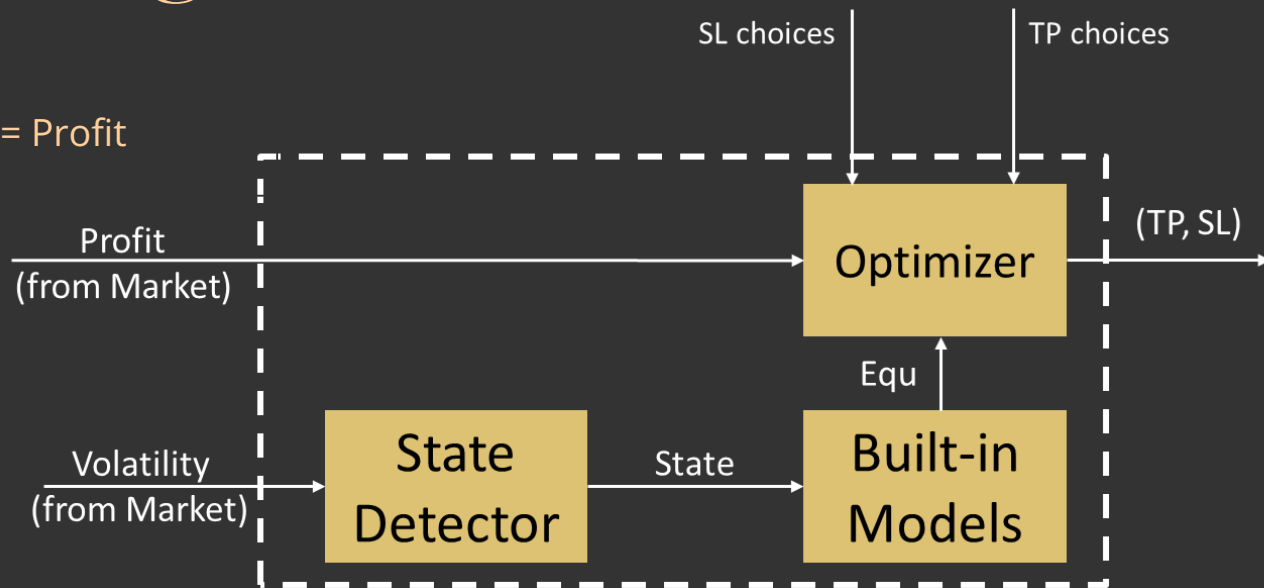 SL choices
TP choices
= Profit
Profit
(from Market)
Optimizer
(TP, SL)
Equ
Volatility
(from Market)
State
Detector
State
Built-in
Models